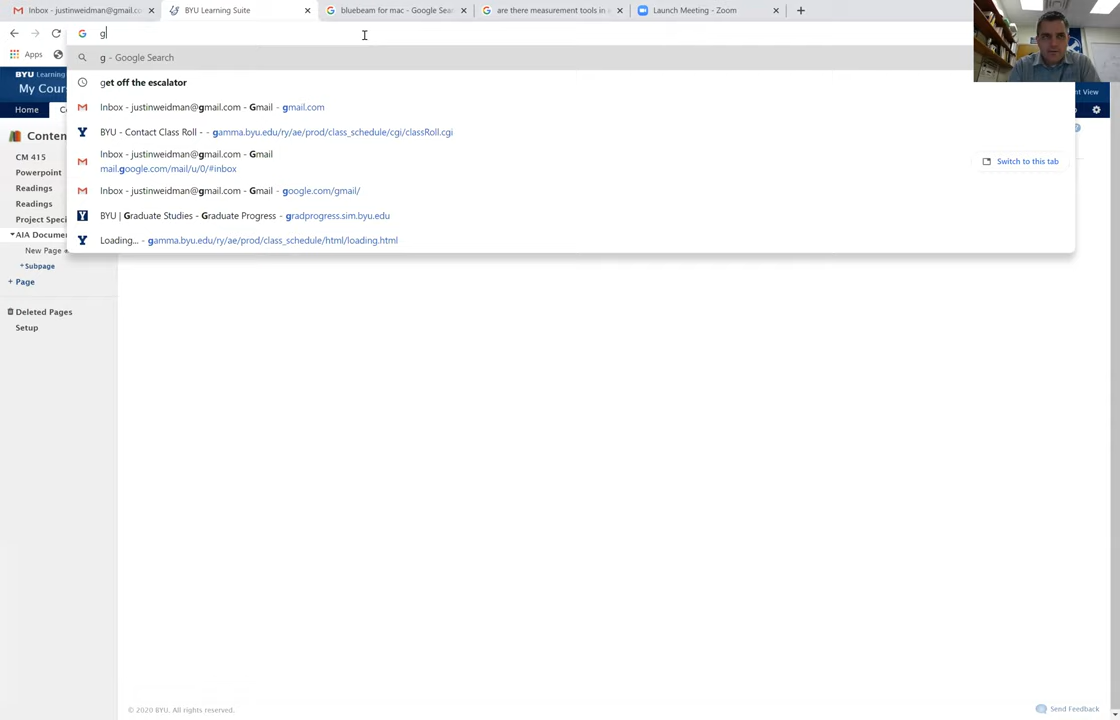 Inbox - justinweidman@gmail.co
BYU Learning Suite
bluebeam for mac - Google Sear
are there measurement tools in a
Launch Meeting - Zoom
g
Apps
g - Google Search
get off the escalator
Inbox - justinweidman@gmail.com - Gmail - gmail.com
BYU - Contact Class Roll - - gamma.byu.edu/ry/ae/prod/class_schedule/cgi/classRoll.cgi
Inbox - justinweidman@gmail.com - Gmail
mail.google.com/mail/u/0/#inbox
Switch to this tab
Inbox - justinweidman@gmail.com - Gmail - google.com/gmail/
BYU | Graduate Studies - Graduate Progress - gradprogress.sim.byu.edu
Loading... - gamma.byu.edu/ry/ae/prod/class_schedule/html/loading.html
BYU Learning
My Cour
ent View
Home
Conten
CM 415
Powerpoint
Readings
Readings
Project Speci
AIA Docum
New Page
+Subpage
+ Page
Deleted Pages
Setup
© 2020 BYU. All rights reserved.
Send Feedback